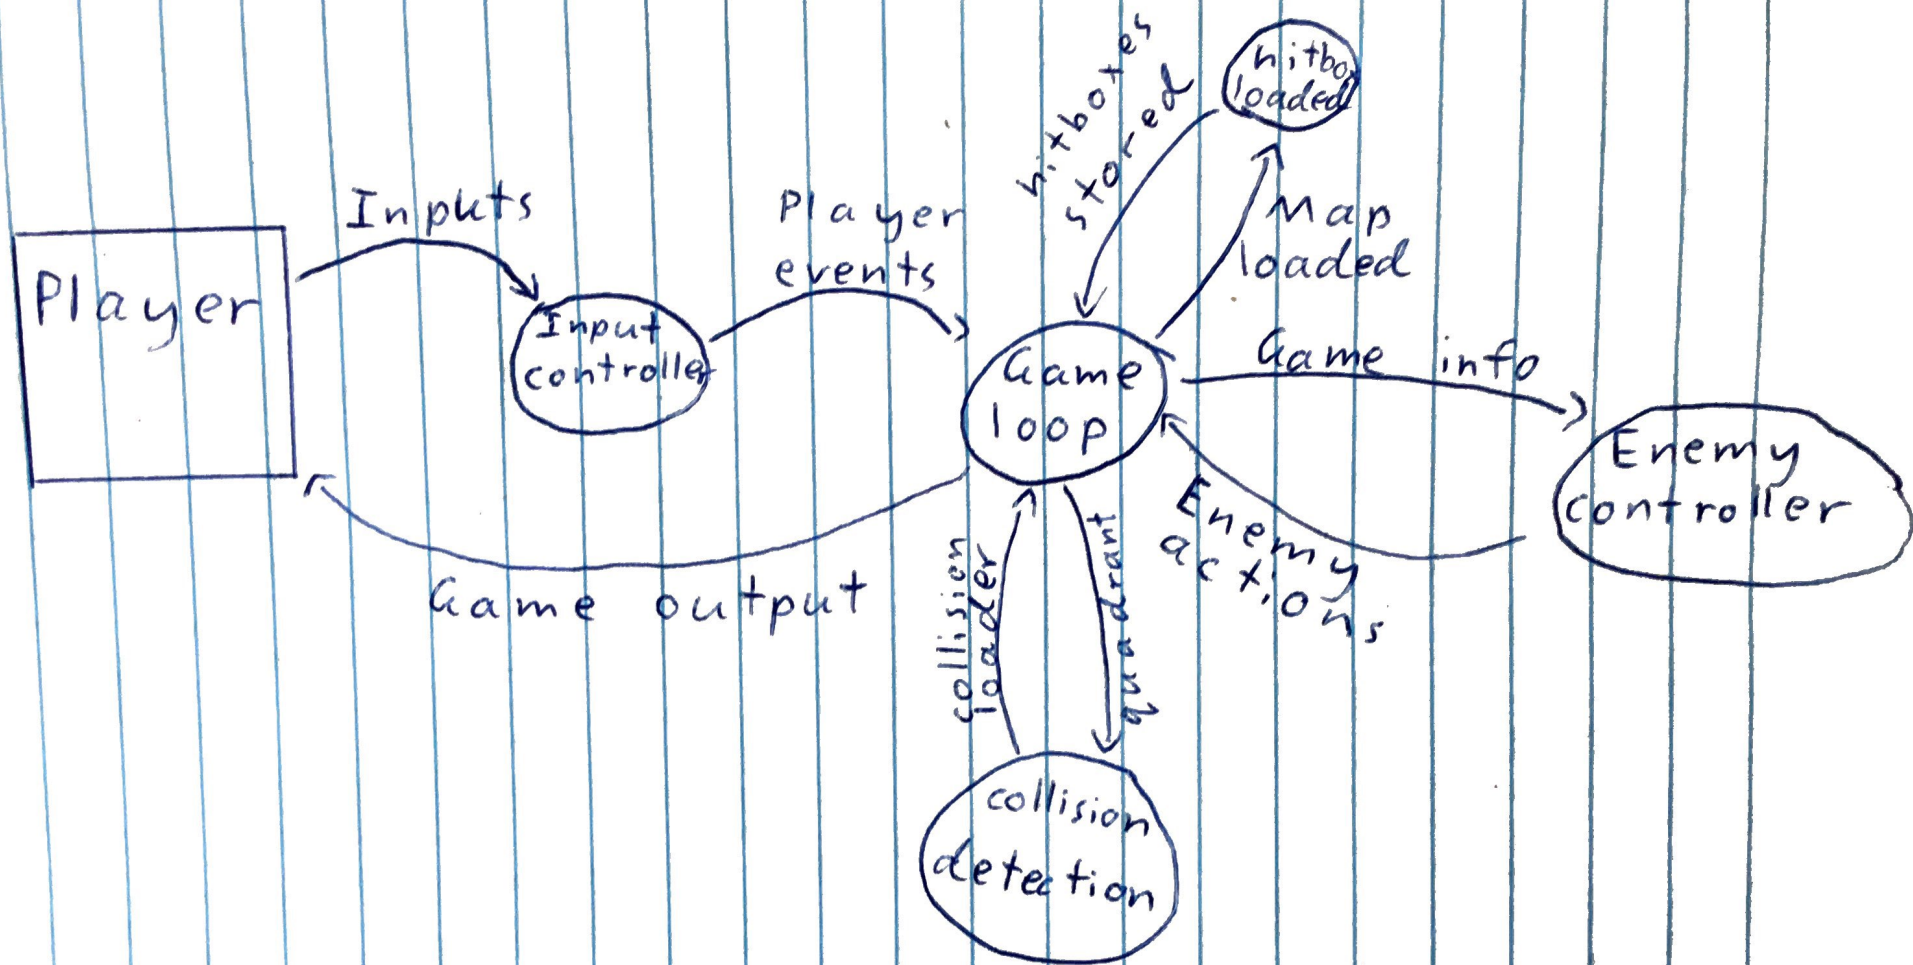 hitbo
loaded
hitboxes
stored
Inputs
Player
events
Map
loaded
Player
Input
controller
Game
loop
Game info
Enemy
controller
Enemy
actions
Game output
collision
loader
quadrant
collision
detection